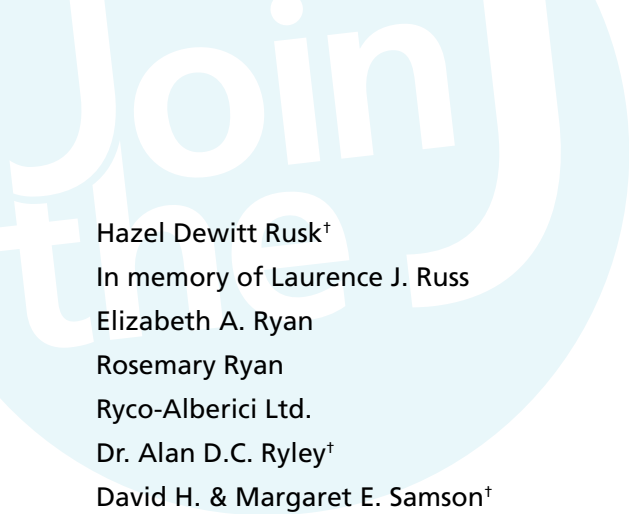 Join
the J
Hazel Dewitt Rusk†
In memory of Laurence J. Russ
Elizabeth A. Ryan
Rosemary Ryan
Ryco-Alberici Ltd.
Dr. Alan D.C. Ryley†
David H. & Margaret E. Samson†